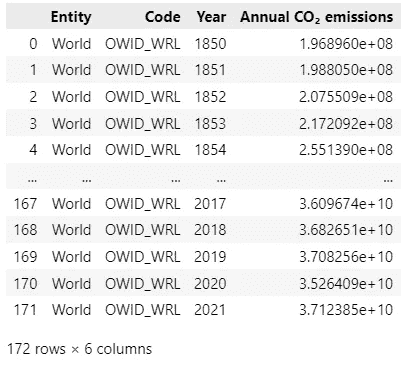 Entity Code Year Annual CO₂ emissions
0 World OWID_WRL 1850 1.968960e+08
1 World OWID_WRL 1851 1.988050e+08
2 World OWID_WRL 1852 2.075509e+08
3 World OWID_WRL 1853 2.172092e+08
4 World OWID_WRL 1854 2.551390e+08
... ... ... ... ...
167 World OWID_WRL 2017 3.609674e+10
168 World OWID_WRL 2018 3.682651e+10
169 World OWID_WRL 2019 3.708256e+10
170 World OWID_WRL 2020 3.526409e+10
171 World OWID_WRL 2021 3.712385e+10
172 rows × 6 columns